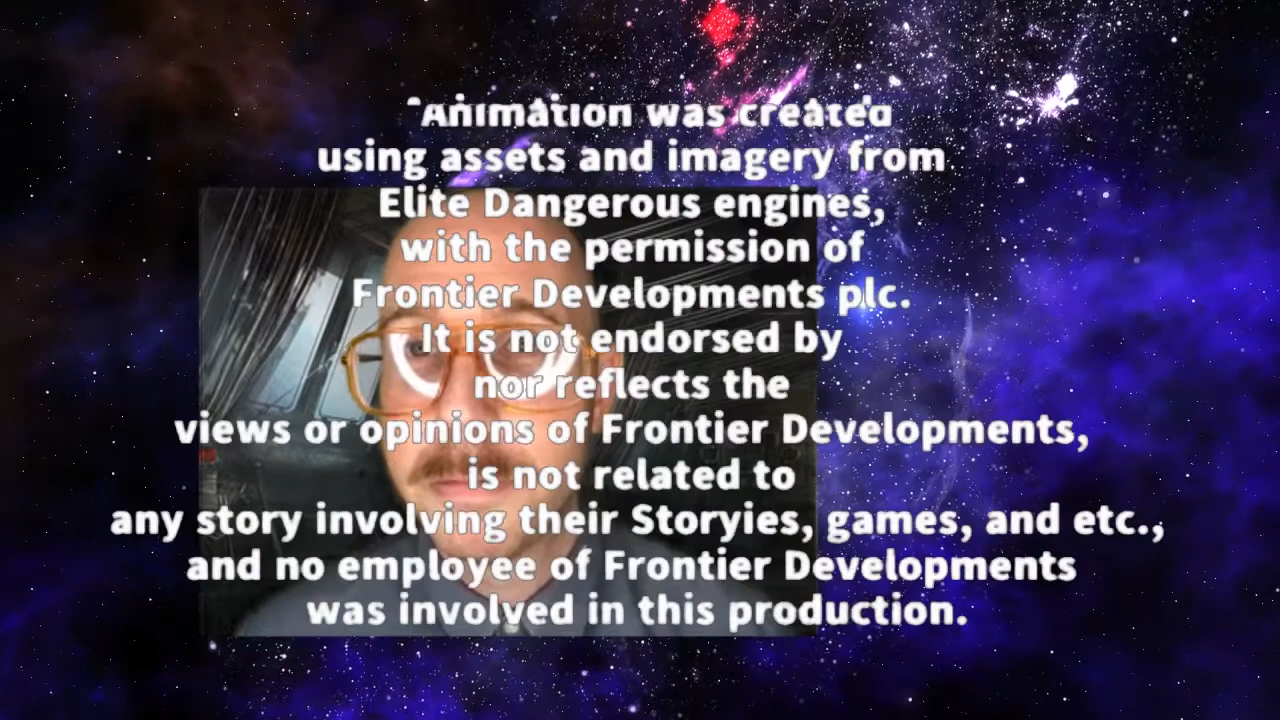 "Animation was created
using assets and imagery from
Elite Dangerous engines,
with the permission of
Frontier Developments plc.
It is not endorsed by
nor reflects the
views or opinions of Frontier Developments,
is not related to
any story involving their Storyies, games, and etc.,
and no employee of Frontier Developments
was involved in this production.